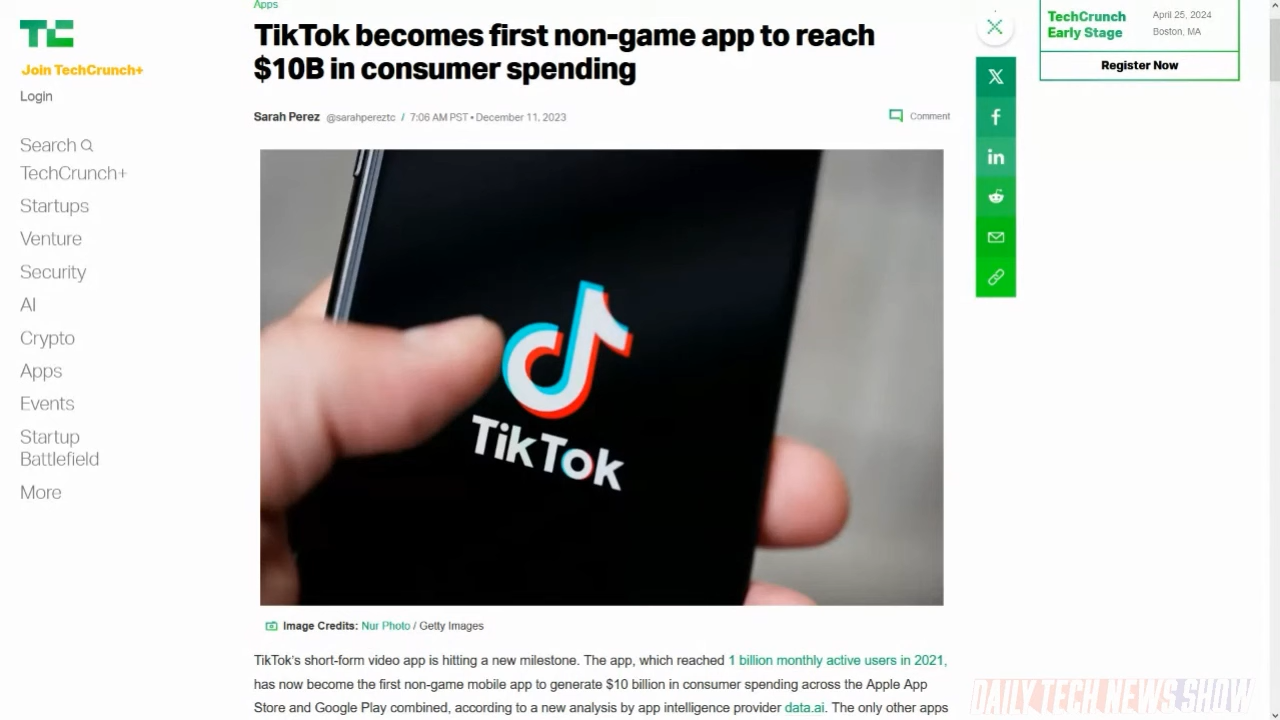 Apps
TikTok becomes first non-game app to reach
$10B in consumer spending
Sarah Perez @sarahpereztc / 7:06 AM PST • December 11, 2023
Comment
TC
Join TechCrunch+
Login
Search
TechCrunch+
Startups
Venture
Security
AI
Crypto
Apps
Events
Startup
Battlefield
More
TikTok
Image Credits: Nur Photo / Getty Images
TikTok's short-form video app is hitting a new milestone. The app, which reached 1 billion monthly active users in 2021,
has now become the first non-game mobile app to generate $10 billion in consumer spending across the Apple App
Store and Google Play combined, according to a new analysis by app intelligence provider data.ai. The only other apps
X
f
in
TechCrunch
Early Stage
April 25, 2024
Boston, MA
Register Now
DAILY TECH NEWS SHOW